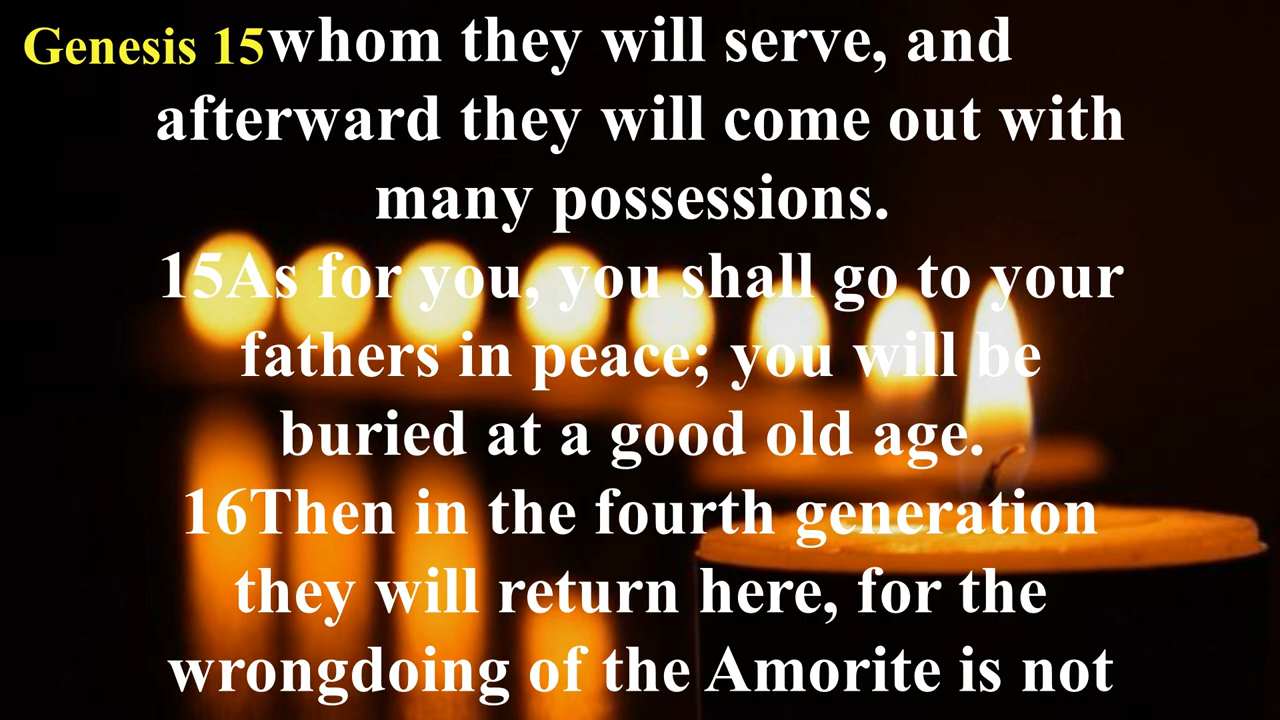 Genesis 15
whom they will serve, and
afterward they will come out with
many possessions.
15As for you, you shall go to your
fathers in peace; you will be
buried at a good old age.
16Then in the fourth generation
they will return here, for the
wrongdoing of the Amorite is not